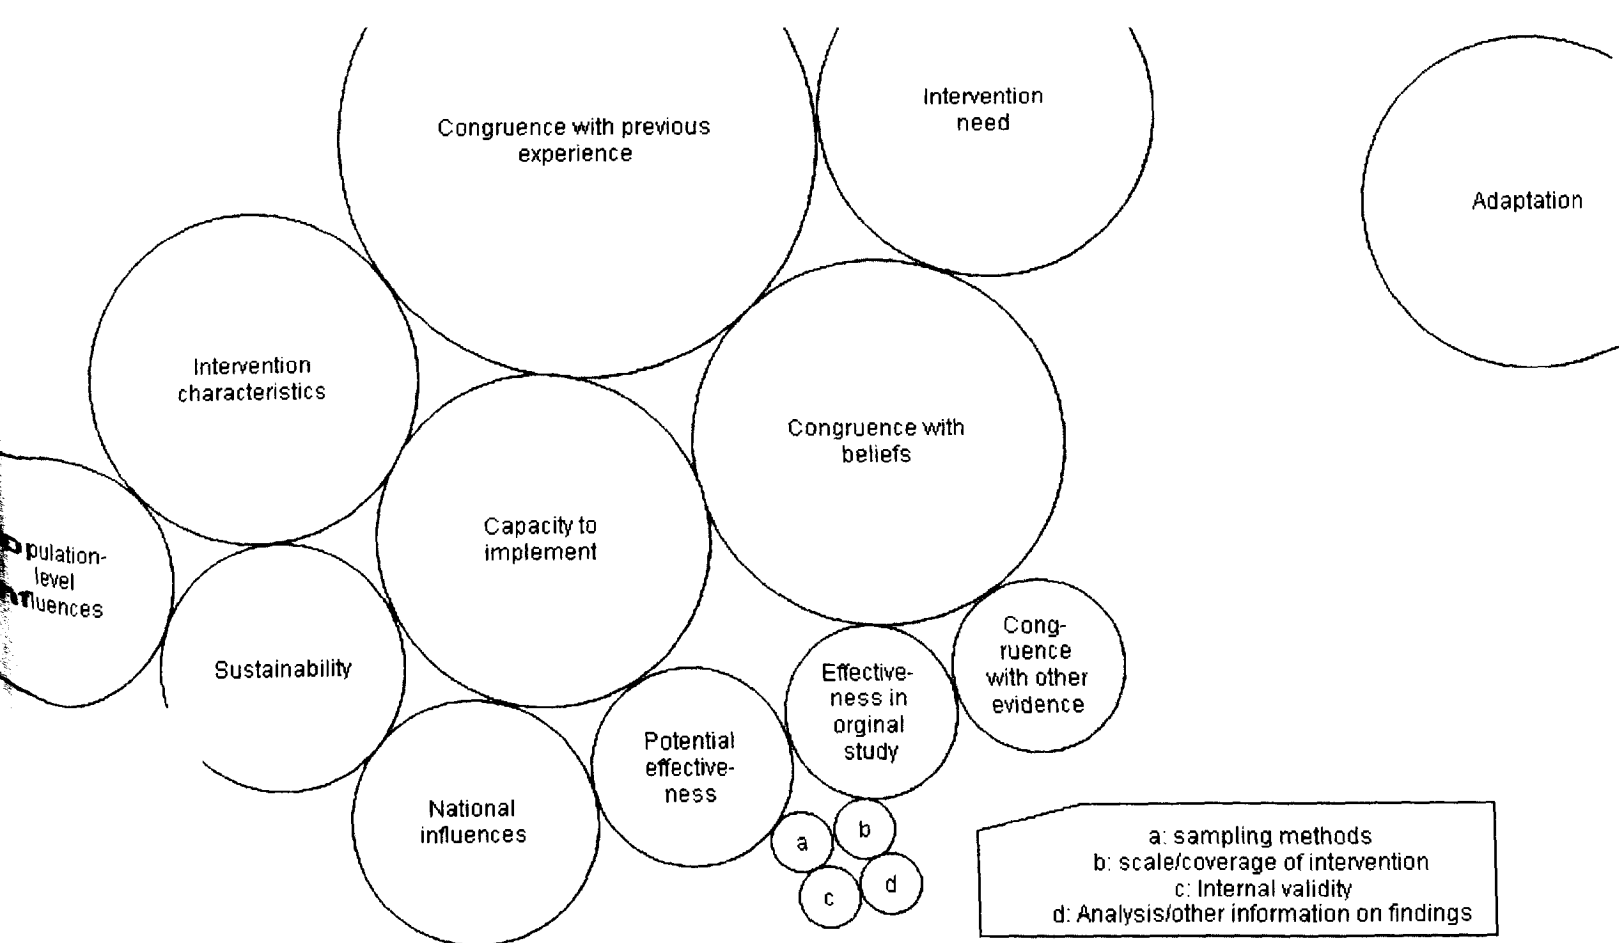 Congruence with previous
experience
Intervention
need
Adaptation
Intervention
characteristics
Congruence with
beliefs
Capacity to
implement
pulation-
level
fluences
Sustainability
Cong-
ruence
with other
evidence
Effective-
ness in
orginal
study
Potential
effective-
ness
National
influences
a
b
c
d
a: sampling methods
b: scale/coverage of intervention
c: Internal validity
d: Analysis/other information on findings